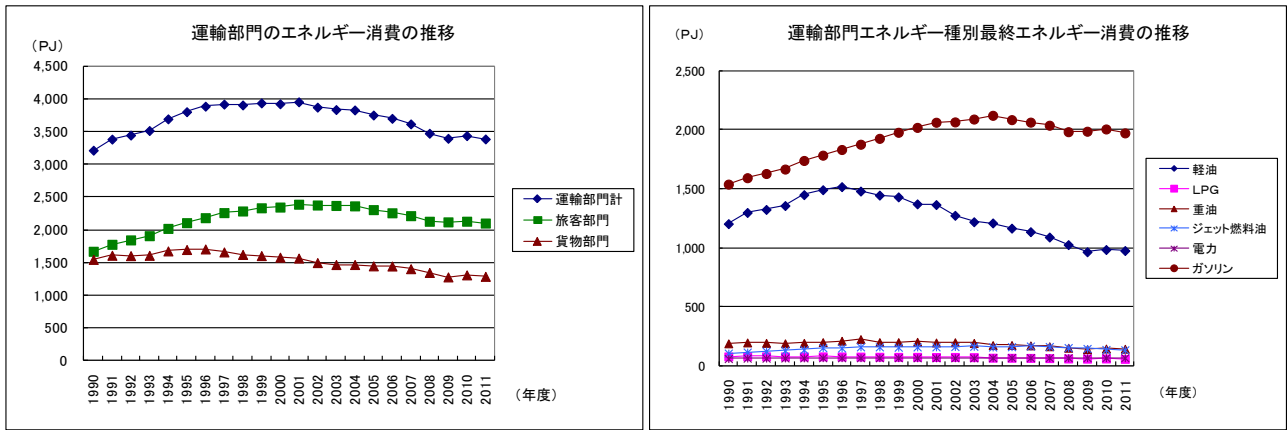 運輸部門のエネルギー消費の推移
(PJ)
4,500
4,000
3,500
3,000
2,500
2,000
1,500
1,000
500
0
1990 1991 1992 1993 1994 1995 1996 1997 1998 1999 2000 2001 2002 2003 2004 2005 2006 2007 2008 2009 2010 2011
(年度)
運輸部門計
旅客部門
貨物部門
運輸部門エネルギー種別最終エネルギー消費の推移
(PJ)
2,500
2,000
1,500
1,000
500
0
1990 1991 1992 1993 1994 1995 1996 1997 1998 1999 2000 2001 2002 2003 2004 2005 2006 2007 2008 2009 2010 2011
(年度)
軽油
LPG
重油
ジェット燃料油
電力
ガソリン